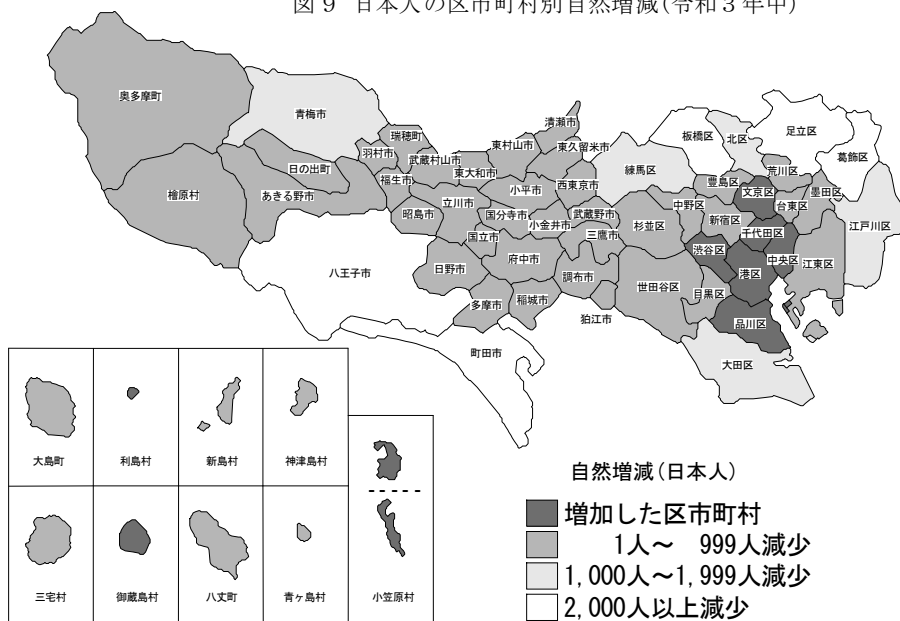 図9 日本人の区市町村別自然増減(令和3年中)
奥多摩町
青梅市
瑞穂町
清瀬市
板橋区
北区
足立区
羽村市
武蔵村山市
東村山市
東久留米市
練馬区
葛飾区
日の出町
東大和市
豊島区
荒川区
檜原村
あきる野市
福生市
小平市
西東京市
文京区
台東区
墨田区
昭島市
立川市
国分寺市
小金井市
武蔵野市
中野区
新宿区
千代田区
江戸川区
国立市
三鷹市
杉並区
渋谷区
中央区
江東区
八王子市
日野市
府中市
調布市
世田谷区
目黒区
港区
多摩市
稲城市
狛江市
品川区
町田市
大田区
大島町
利島村
新島村
神津島村
三宅村
御蔵島村
八丈町
青ヶ島村
小笠原村
自然増減(日本人)
増加した区市町村
1人～ 999人減少
1,000人～1,999人減少
2,000人以上減少